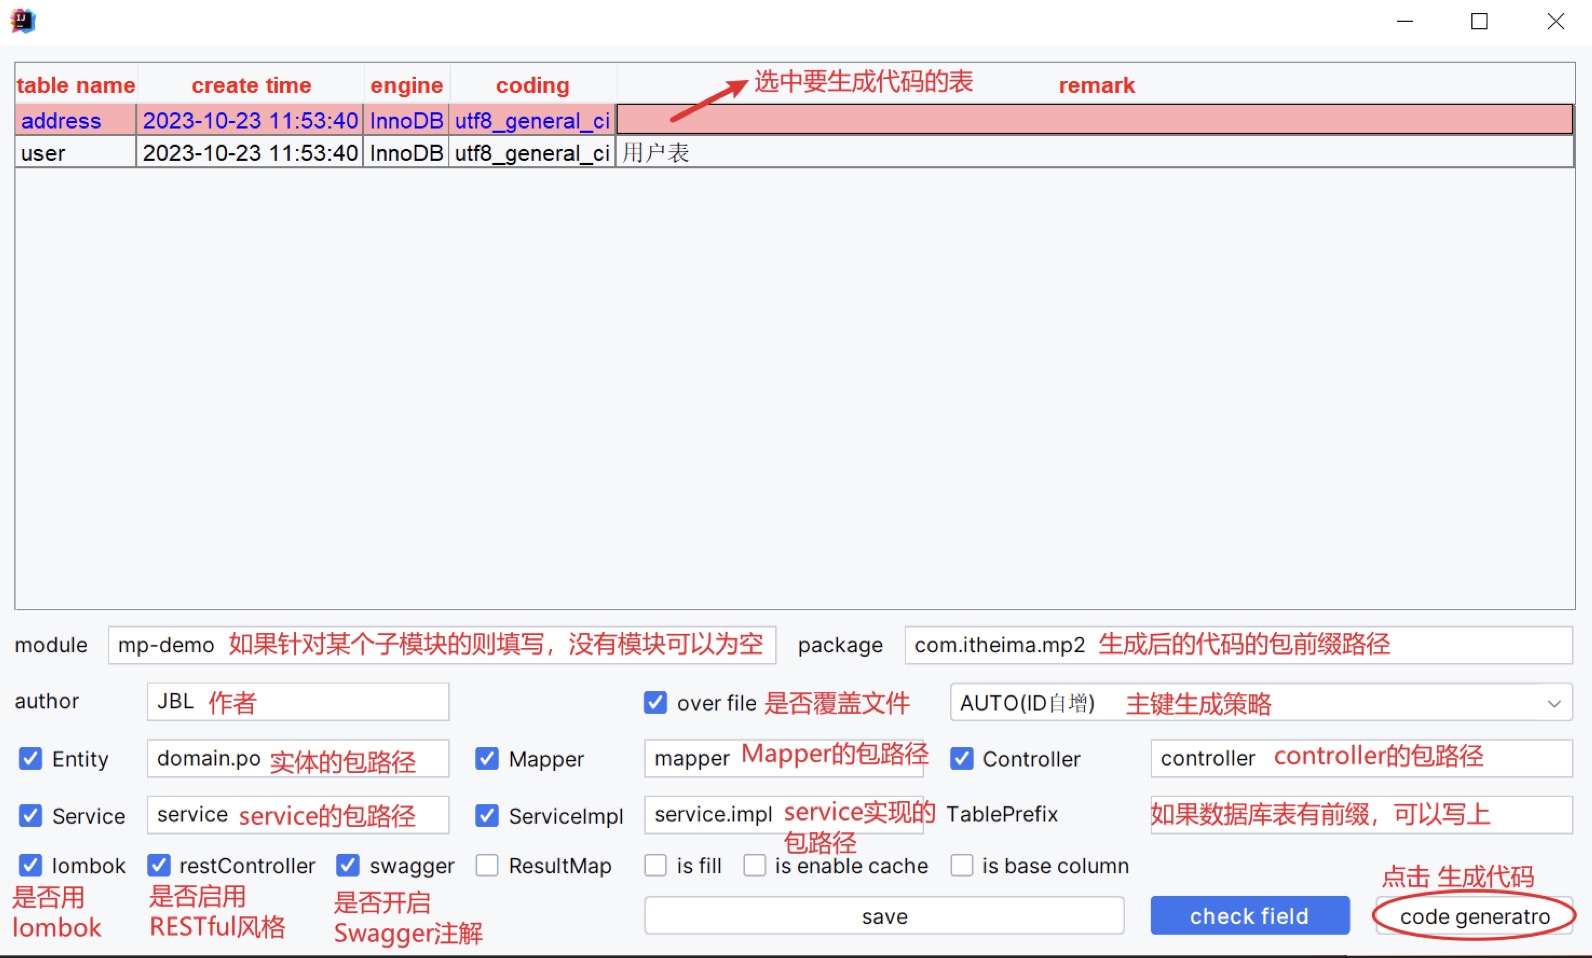 IJ
table name create time engine coding 选中要生成代码的表 remark
address 2023-10-23 11:53:40 InnoDB utf8_general_ci
user 2023-10-23 11:53:40 InnoDB utf8_general_ci 用户表
module mp-demo 如果针对某个子模块的则填写，没有模块可以为空 package com.itheima.mp2 生成后的代码的包前缀路径
author JBL 作者 over file 是否覆盖文件 AUTO(ID自增) 主键生成策略
Entity domain.po 实体的包路径 Mapper mapper Mapper的包路径 Controller controller controller的包路径
Service service service的包路径 ServiceImpl service.impl service实现的 TablePrefix 如果数据库表有前缀，可以写上
包路径
lombok restController swagger ResultMap is fill is enable cache is base column
是否用 是否启用 是否开启 点击 生成代码
lombok RESTful风格 Swagger注解 save check field code generatro